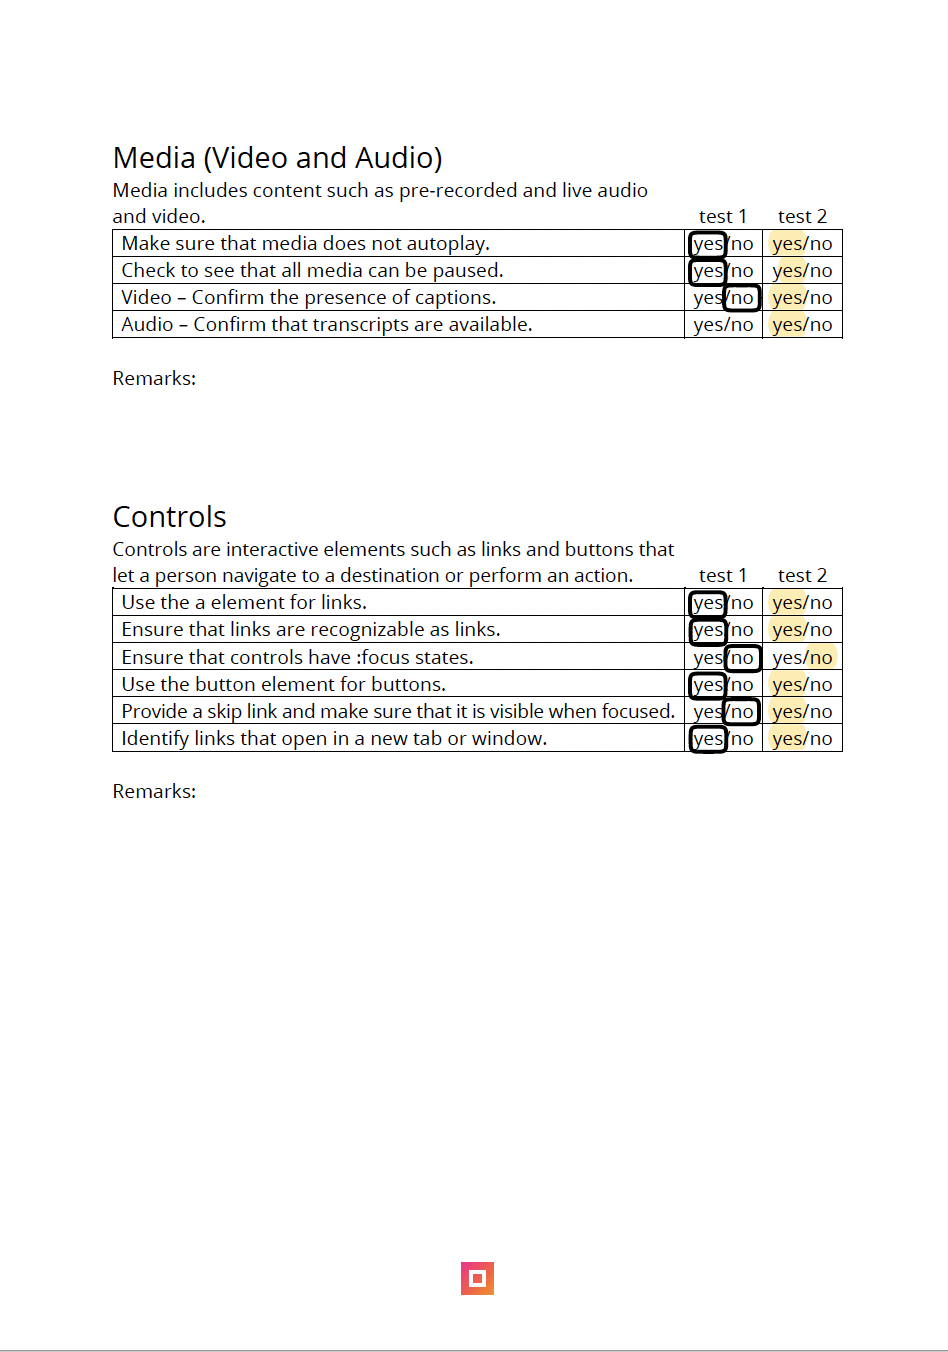 Media (Video and Audio)
Media includes content such as pre-recorded and live audio
and video. test 1 test 2
Make sure that media does not autoplay. yes/no yes/no
Check to see that all media can be paused. yes/no yes/no
Video – Confirm the presence of captions. yes/no yes/no
Audio – Confirm that transcripts are available. yes/no yes/no
Remarks:
Controls
Controls are interactive elements such as links and buttons that
let a person navigate to a destination or perform an action. test 1 test 2
Use the a element for links. yes/no yes/no
Ensure that links are recognizable as links. yes/no yes/no
Ensure that controls have :focus states. yes/no yes/no
Use the button element for buttons. yes/no yes/no
Provide a skip link and make sure that it is visible when focused. yes/no yes/no
Identify links that open in a new tab or window. yes/no yes/no
Remarks: